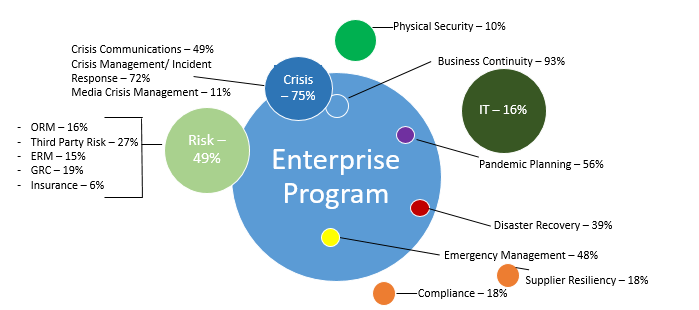 Physical Security – 10%
Crisis Communications – 49%
Crisis Management/ Incident
Response – 72%
Media Crisis Management – 11%
Business Continuity – 93%
Crisis
– 75%
IT – 16%
- ORM – 16%
- Third Party Risk – 27%
- ERM – 15%
- GRC – 19%
- Insurance – 6%
Risk –
49%
Enterprise
Program
Pandemic Planning – 56%
Disaster Recovery – 39%
Emergency Management – 48%
Supplier Resiliency – 18%
Compliance – 18%